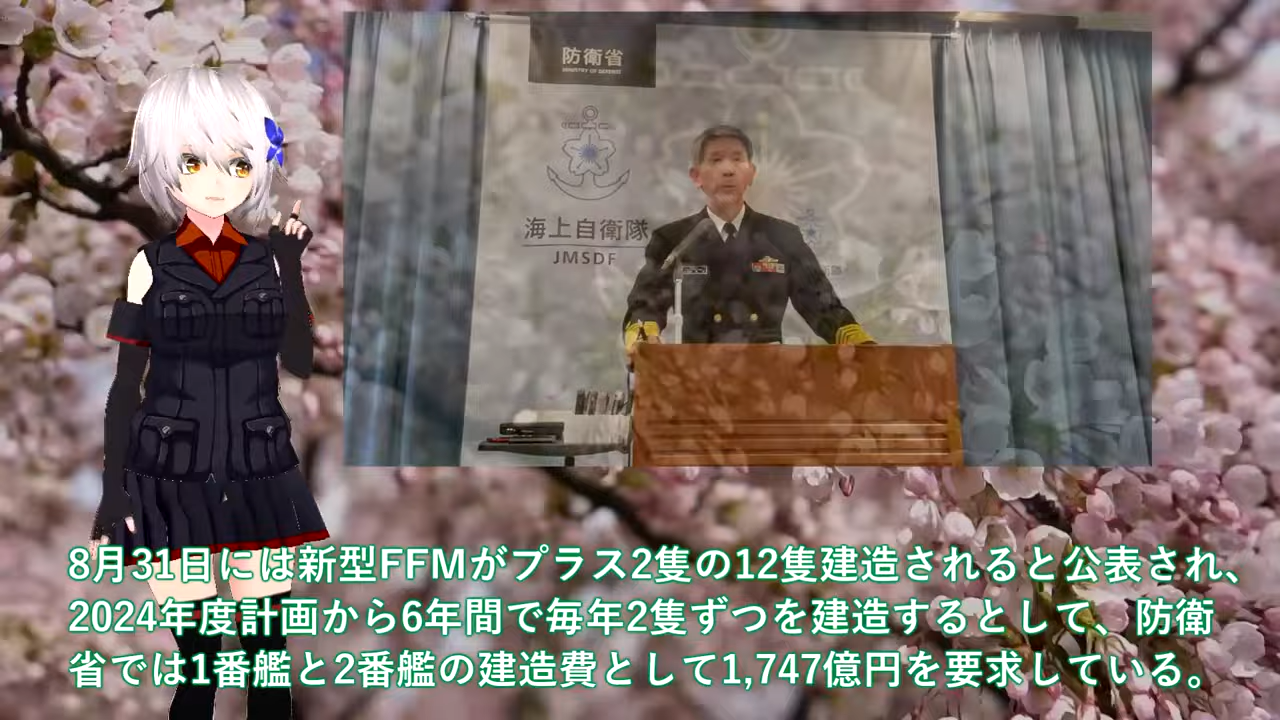 防衛省
MINISTRY OF DEFENSE
海上自衛隊
JMSDF
8月31日には新型FFMがプラス2隻の12隻建造されると公表され、
2024年度計画から6年間で毎年2隻ずつを建造するとして、防衛
省では1番艦と2番艦の建造費として1,747億円を要求している。